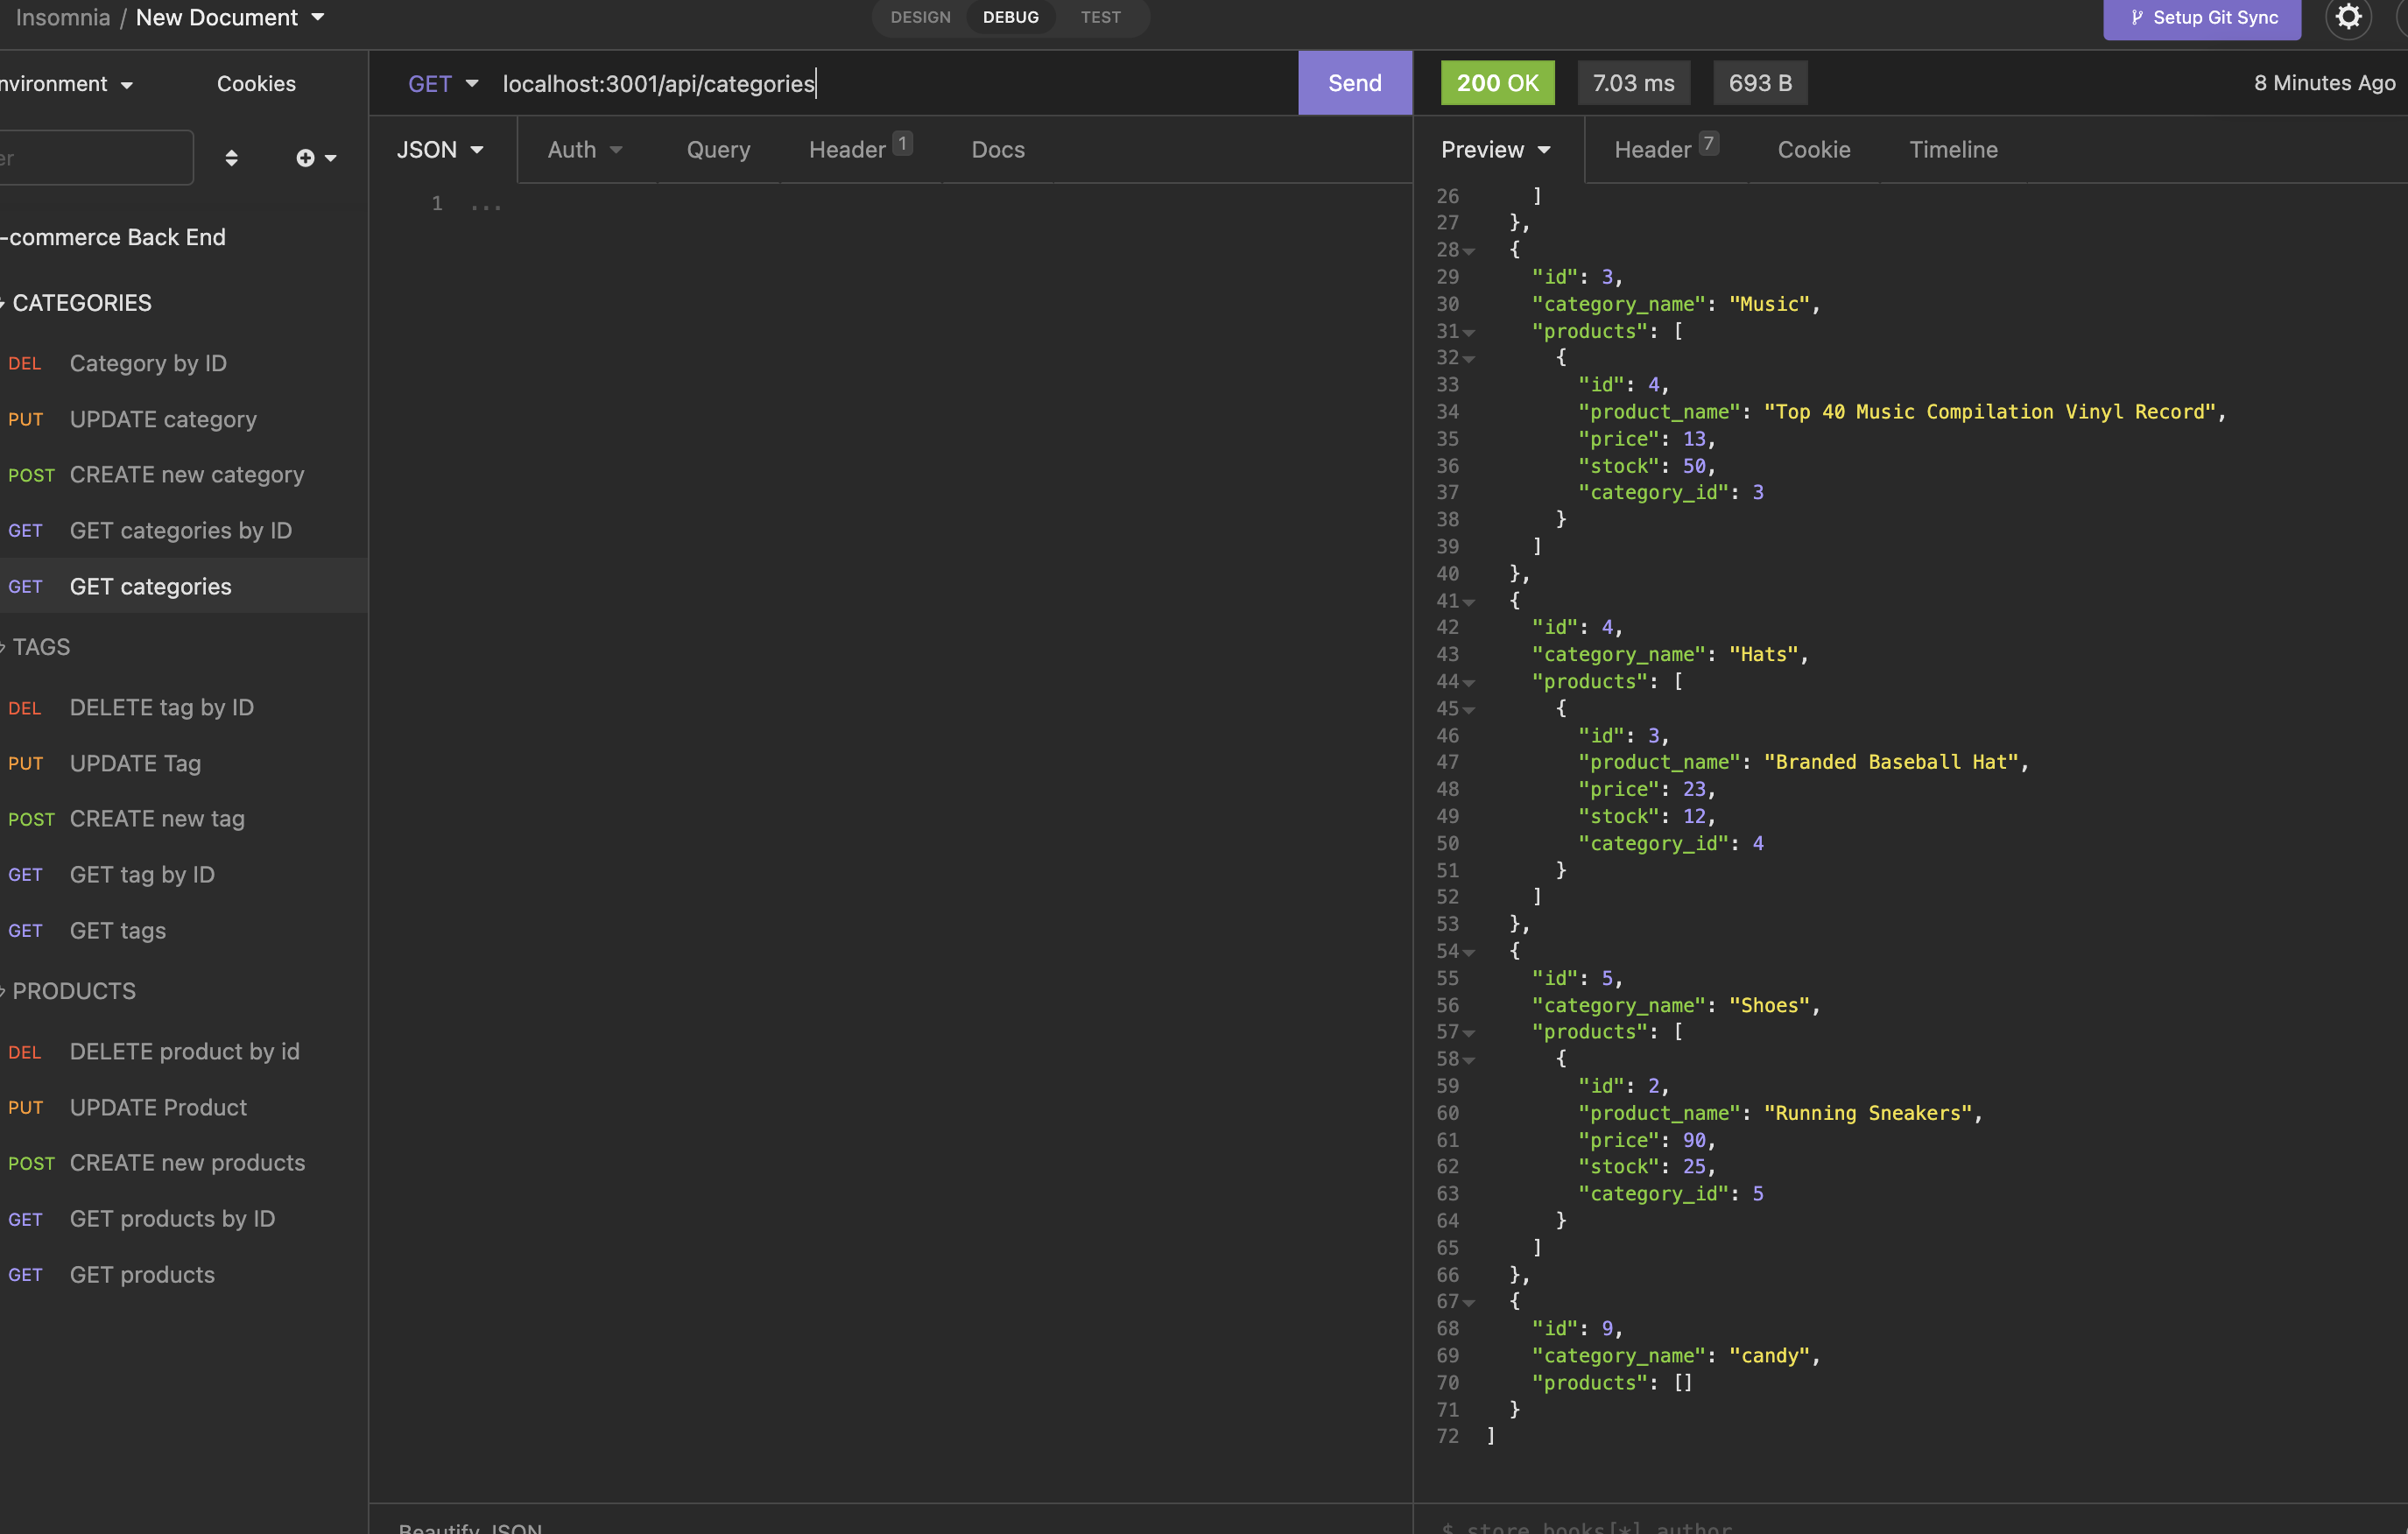 Insomnia / New Document
DESIGN DEBUG TEST
Setup Git Sync
nvironment
Cookies
GET localhost:3001/api/categories
Send
200 OK 7.03 ms 693 B 8 Minutes Ago
er
JSON Auth Query Header 1 Docs
Preview Header 7 Cookie Timeline
-commerce Back End
CATEGORIES
DEL Category by ID
PUT UPDATE category
POST CREATE new category
GET GET categories by ID
GET GET categories
TAGS
DEL DELETE tag by ID
PUT UPDATE Tag
POST CREATE new tag
GET GET tag by ID
GET GET tags
PRODUCTS
DEL DELETE product by id
PUT UPDATE Product
POST CREATE new products
GET GET products by ID
GET GET products
1 ...
26 ]
27 },
28 {
29 "id": 3,
30 "category_name": "Music",
31 "products": [
32 {
33 "id": 4,
34 "product_name": "Top 40 Music Compilation Vinyl Record",
35 "price": 13,
36 "stock": 50,
37 "category_id": 3
38 }
39 ]
40 },
41 {
42 "id": 4,
43 "category_name": "Hats",
44 "products": [
45 {
46 "id": 3,
47 "product_name": "Branded Baseball Hat",
48 "price": 23,
49 "stock": 12,
50 "category_id": 4
51 }
52 ]
53 },
54 {
55 "id": 5,
56 "category_name": "Shoes",
57 "products": [
58 {
59 "id": 2,
60 "product_name": "Running Sneakers",
61 "price": 90,
62 "stock": 25,
63 "category_id": 5
64 }
65 ]
66 },
67 {
68 "id": 9,
69 "category_name": "candy",
70 "products": []
71 }
72 ]
Beautify JSON
$.store.books[*].author